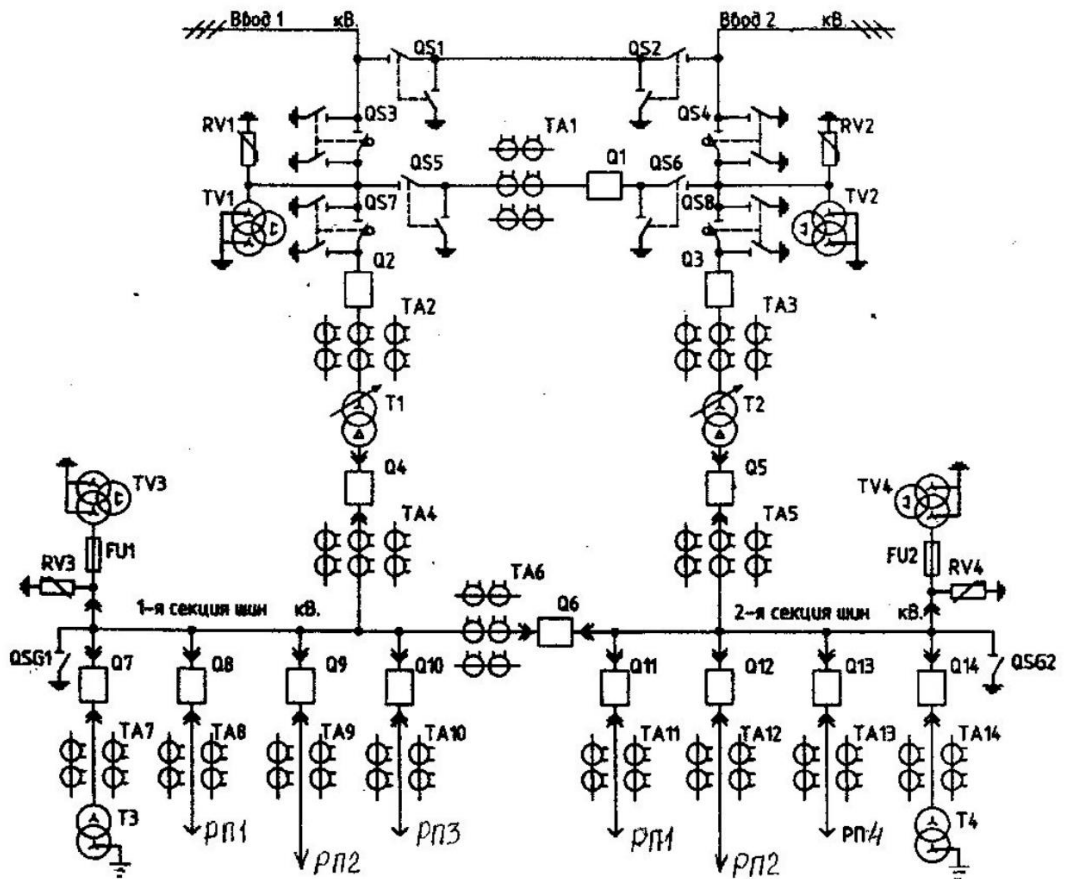 Ввод 1 кВ.
Ввод 2 кВ.
QS1
QS2
QS3
QS4
RV1
RV2
TA1
QS5
Q1
QS6
TV1
QS7
QS8
TV2
Q2
Q3
TA2
TA3
T1
T2
Q4
Q5
TV3
TV4
TA4
TA5
FU1
FU2
RV3
RV4
TA6
1-я секция шин кВ.
Q6
2-я секция шин кВ.
QSG1
Q7
Q8
Q9
Q10
Q11
Q12
Q13
Q14
QSG2
TA7
TA8
TA9
TA10
TA11
TA12
TA13
TA14
T3
РП1
РП2
РП3
РП1
РП2
РП4
T4